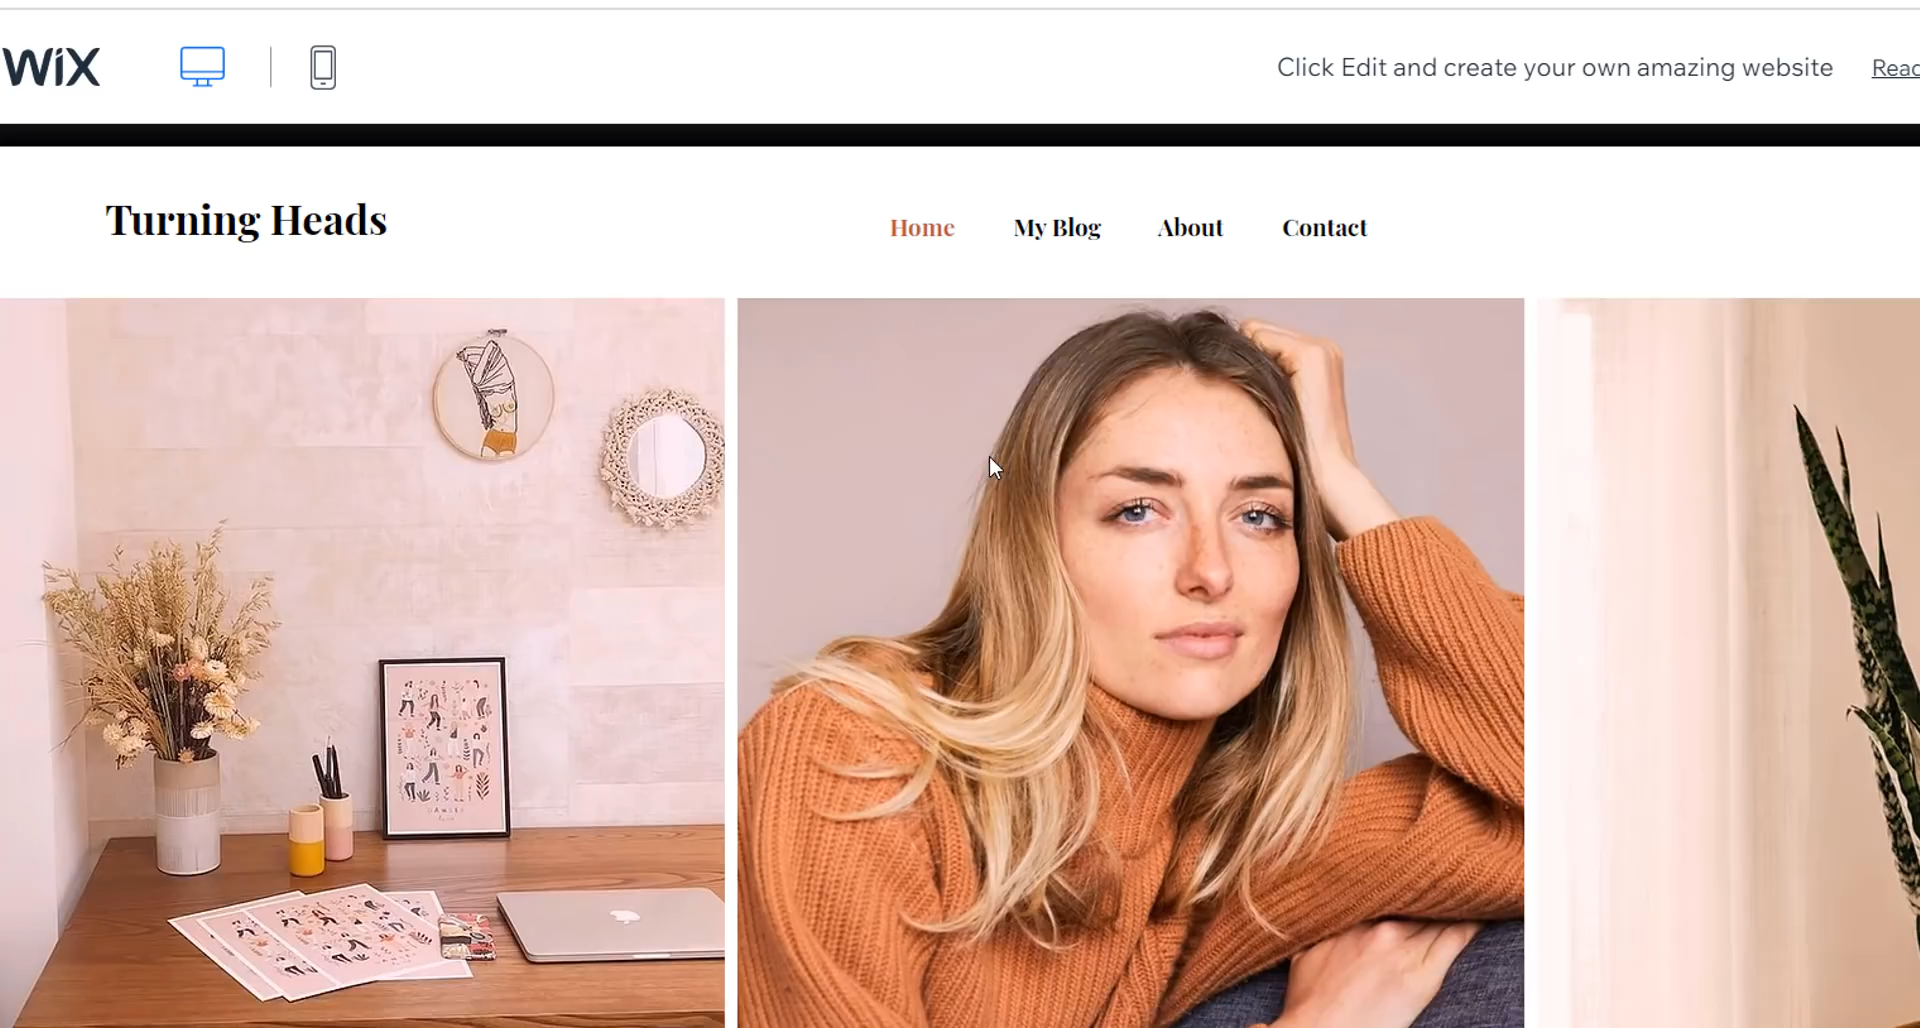 WiX
Click Edit and create your own amazing website
Turning Heads
Home My Blog About Contact